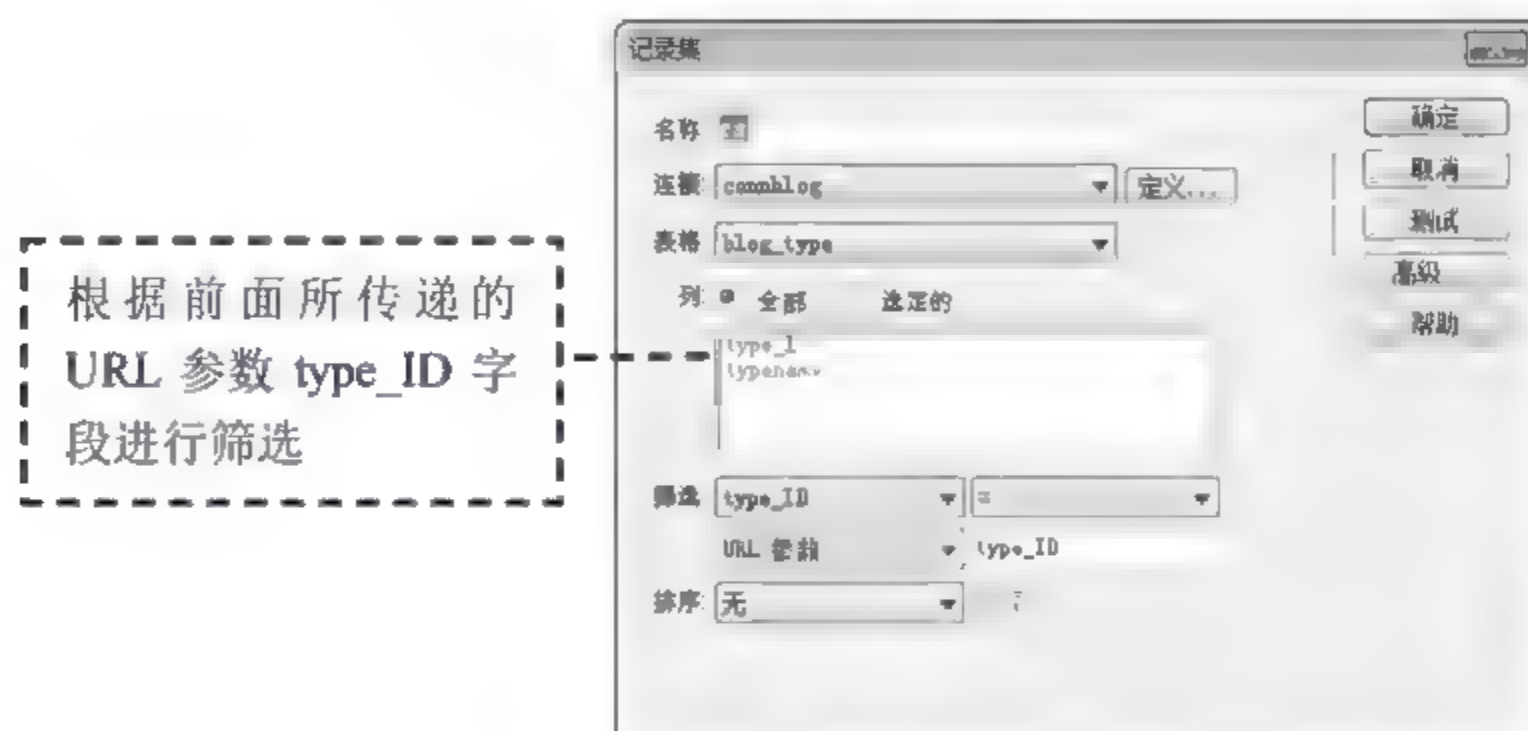 根据前面所传递的
URL 参数 type_ID 字
段进行筛选
记录集
名称
确定
连接: connblog 定义...
取消
测试
表格 blog_type
高级
列: 全部 选定的
帮助
筛选 type_ID =
URL 参数 type_ID
排序: 无